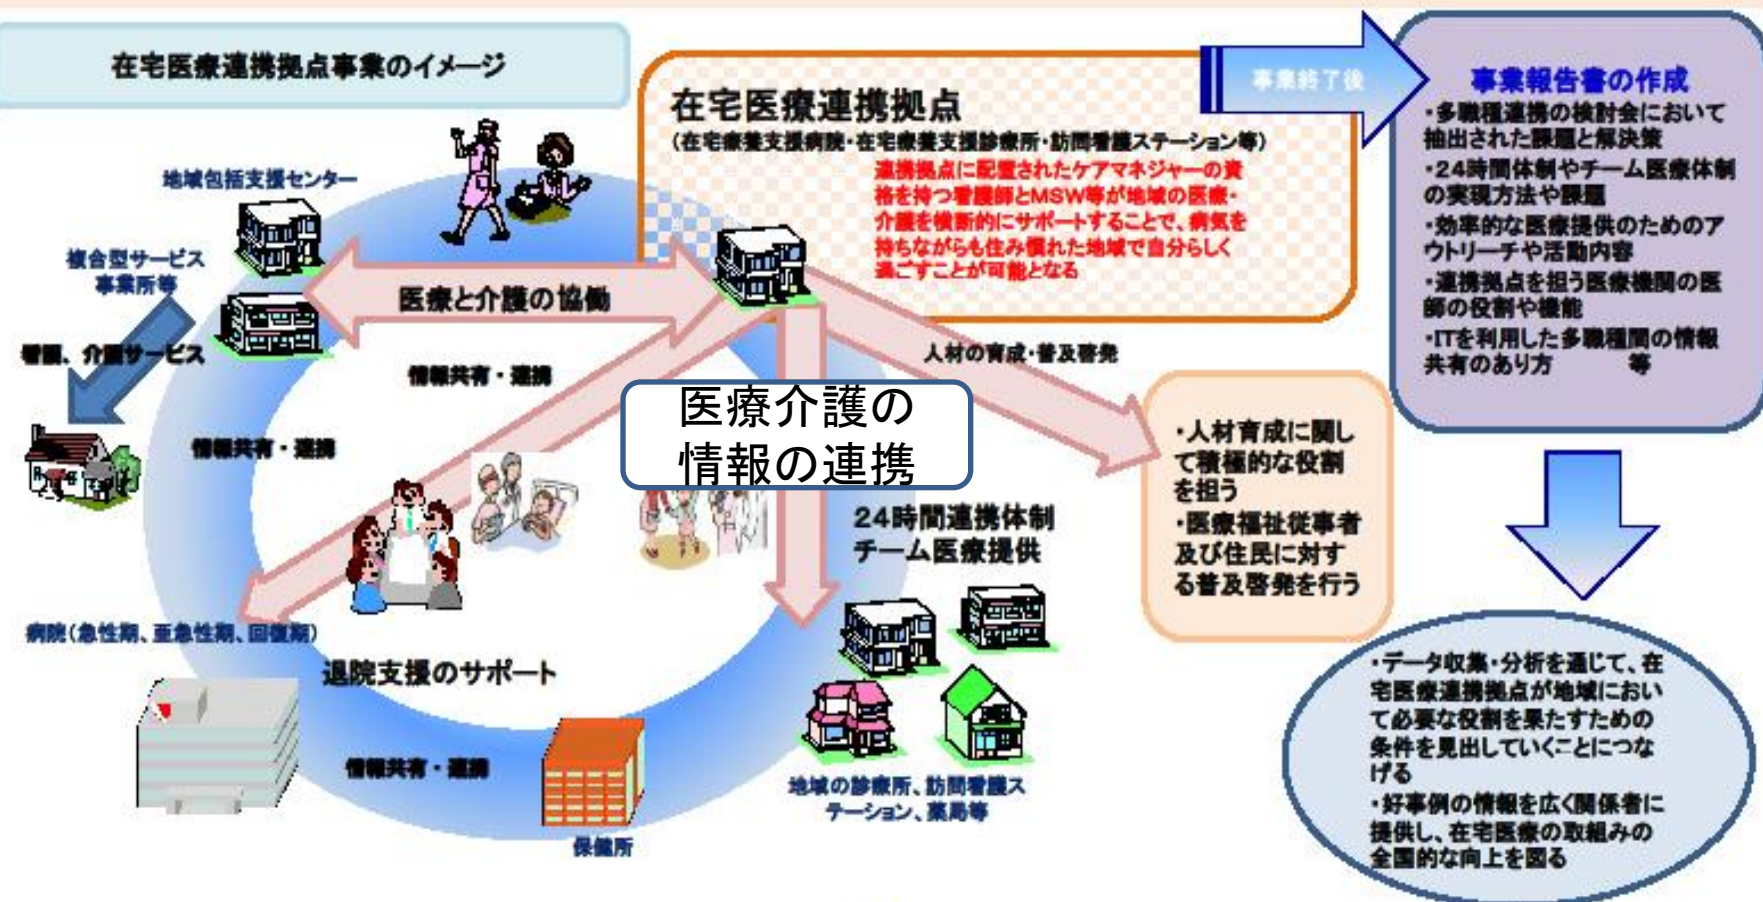 在宅医療連携拠点事業のイメージ
在宅医療連携拠点
(在宅療養支援病院・在宅療養支援診療所・訪問看護ステーション等)
連携拠点に配置されたケアマネジャーの資
格を持つ看護師とMSW等が地域の医療・
介護を横断的にサポートすることで、病気を
持ちながらも住み慣れた地域で自分らしく
過ごすことが可能となる
事業終了後
事業報告書の作成
・多職種連携の検討会において
抽出された課題と解決策
・24時間体制やチーム医療体制
の実現方法や課題
・効率的な医療提供のためのア
ウトリーチや活動内容
・連携拠点を担う医療機関の医
師の役割や機能
・ITを利用した多職種間の情報
共有のあり方 等
地域包括支援センター
複合型サービス
事業所等
看護、介護サービス
医療と介護の協働
情報共有・連携
情報共有・連携
人材の育成・普及啓発
医療介護の
情報の連携
・人材育成に関し
て積極的な役割
を担う
・医療福祉従事者
及び住民に対す
る普及啓発を行う
24時間連携体制
チーム医療提供
病院(急性期、亜急性期、回復期)
退院支援のサポート
情報共有・連携
保健所
地域の診療所、訪問看護ス
テーション、薬局等
・データ収集・分析を通じて、在
宅医療連携拠点が地域におい
て必要な役割を果たすための
条件を見出していくことにつな
げる
・好事例の情報を広く関係者に
提供し、在宅医療の取組みの
全国的な向上を図る